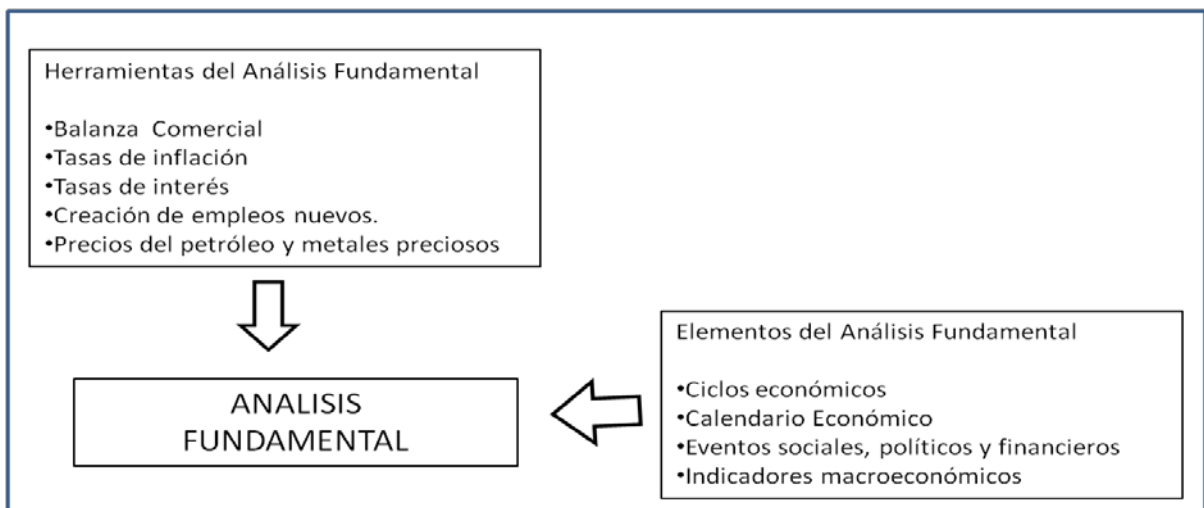 Herramientas del Análisis Fundamental
•Balanza Comercial
•Tasas de inflación
•Tasas de interés
•Creación de empleos nuevos.
•Precios del petróleo y metales preciosos
Elementos del Análisis Fundamental
•Ciclos económicos
•Calendario Económico
•Eventos sociales, políticos y financieros
•Indicadores macroeconómicos
ANALISIS
FUNDAMENTAL